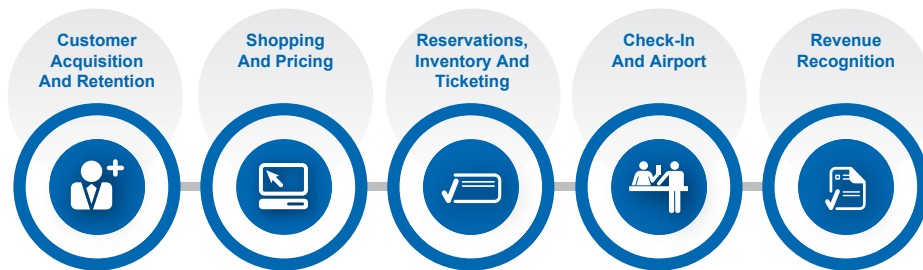 Customer
Acquisition
And Retention
Shopping
And Pricing
Reservations,
Inventory And
Ticketing
Check-In
And Airport
Revenue
Recognition